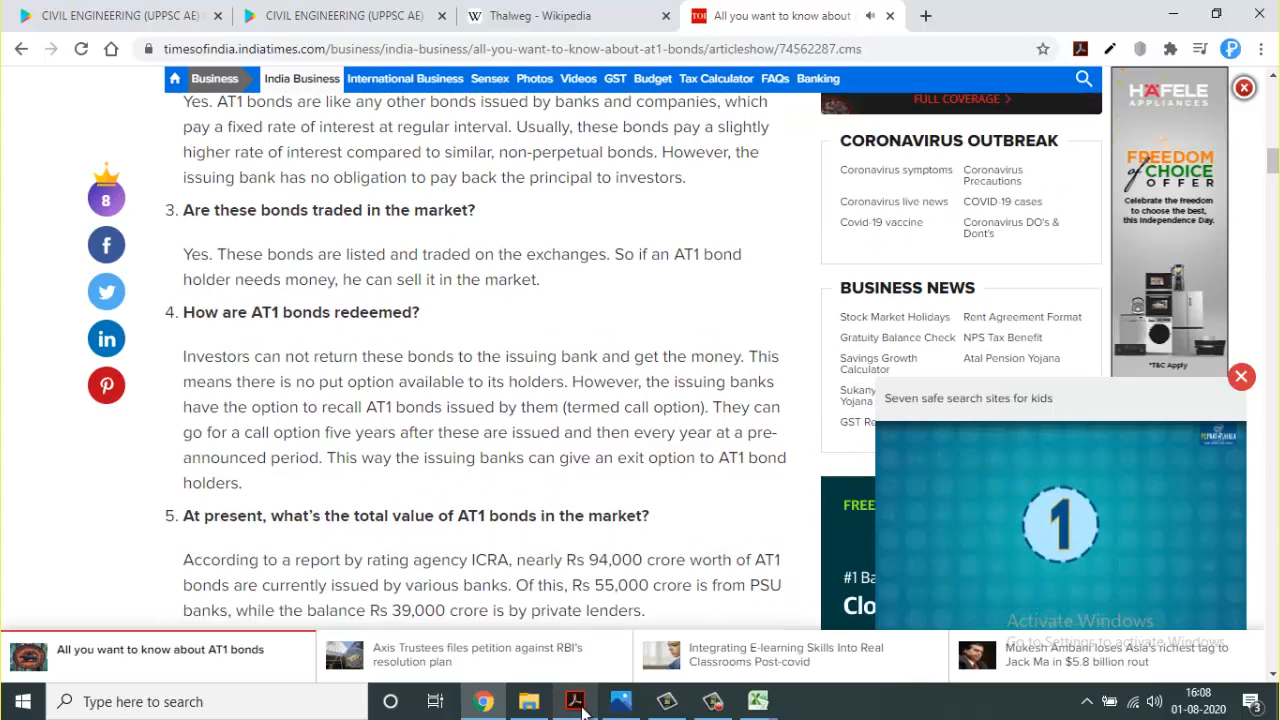 CIVIL ENGINEERING (UPPSC AE)
CIVIL ENGINEERING (UPPSC AE)
Thalweg - Wikipedia
All you want to know about
timesofindia.indiatimes.com/business/india-business/all-you-want-to-know-about-at1-bonds/articleshow/74562287.cms
Business India Business International Business Sensex Photos Videos GST Budget Tax Calculator FAQs Banking
Yes. AT1 bonds are like any other bonds issued by banks and companies, which
pay a fixed rate of interest at regular interval. Usually, these bonds pay a slightly
higher rate of interest compared to similar, non-perpetual bonds. However, the
issuing bank has no obligation to pay back the principal to investors.
3. Are these bonds traded in the market?
Yes. These bonds are listed and traded on the exchanges. So if an AT1 bond
holder needs money, he can sell it in the market.
4. How are AT1 bonds redeemed?
Investors can not return these bonds to the issuing bank and get the money. This
means there is no put option available to its holders. However, the issuing banks
have the option to recall AT1 bonds issued by them (termed call option). They can
go for a call option five years after these are issued and then every year at a pre-
announced period. This way the issuing banks can give an exit option to AT1 bond
holders.
5. At present, what's the total value of AT1 bonds in the market?
According to a report by rating agency ICRA, nearly Rs 94,000 crore worth of AT1
bonds are currently issued by various banks. Of this, Rs 55,000 crore is from PSU
banks, while the balance Rs 39,000 crore is by private lenders.
8
FULL COVERAGE >
CORONAVIRUS OUTBREAK
Coronavirus symptoms
Coronavirus
Precautions
Coronavirus live news
COVID-19 cases
Covid-19 vaccine
Coronavirus DO's &
Dont's
BUSINESS NEWS
Stock Market Holidays
Rent Agreement Format
Gratuity Balance Check
NPS Tax Benefit
Savings Growth
Calculator
Atal Pension Yojana
Sukany
Yojana
GST Re
FREE
#1 Ba
Clo
HÄFELE
APPLIANCES
FREEDOM
of CHOICE
OFFER
Celebrate the freedom
to choose the best,
this Independence Day.
*T&C Apply
Seven safe search sites for kids
1
Activate Windows
Go to Settings to activate Windows.
All you want to know about AT1 bonds
Axis Trustees files petition against RBI's
resolution plan
Integrating E-learning Skills Into Real
Classrooms Post-covid
Mukesh Ambani loses Asia's richest tag to
Jack Ma in $5.8 billion rout
Type here to search
16:08
01-08-2020
3